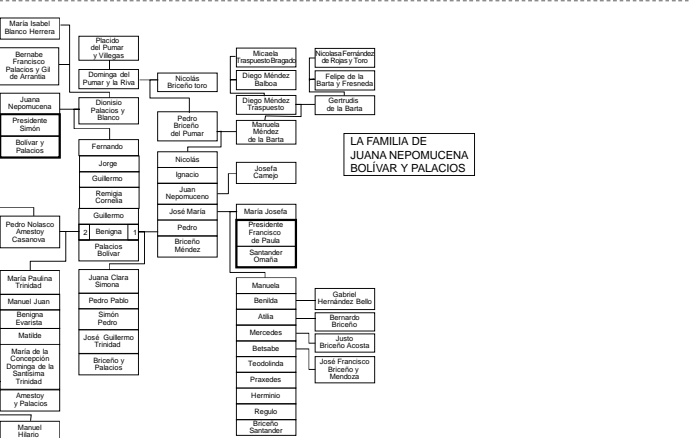 María Isabel
Blanco Herrera
Bernabe
Francisco
Palacios y Gil
de Arrantia
Juana
Nepomucena
Presidente
Simón
Bolivar y
Palacios
Pedro Nolasco
Amestoy
Casanova
María Paulina
Trinidad
Manuel Juan
Benigna
Evarista
Matilde
María de la
Concepción
Dominga de la
Santisima
Trinidad
Amestoy
y Palacios
Manuel
Hilario
Placido
del Pumar
y Villegas
Dominga del
Pumar y la Riva
Dionisio
Palacios y
Blanco
Fernando
Jorge
Guillermo
Remigia
Cornelia
Guillermo
2 Benigna 1
Palacios
Bolívar
Juana Clara
Simona
Pedro Pablo
Simón
Pedro
José Guillermo
Trinidad
Briceño y
Palacios
Nicolás
Briceño toro
Pedro
Briceño
del Pumar
Nicolás
Ignacio
Juan
Nepomuceno
José María
Pedro
Briceño
Méndez
Micaela
TraspuestoBragado
Diego Méndez
Balboa
Diego Méndez
Traspuesto
Manuela
Méndez
de la Barta
Josefa
Camejo
María Josefa
Presidente
Francisco
de Paula
Santander
Omaña
Manuela
Benilda
Atilia
Mercedes
Betsabe
Teodolinda
Praxedes
Herminio
Regulo
Briceño
Santander
Nicolasa Fernández
de Rojas y Toro
Felipe de la
Barta y Fresneda
Gertrudis
de la Barta
Gabriel
Hernández Bello
Bernardo
Briceño
Justo
Briceño Acosta
José Francisco
Briceño y
Mendoza
LA FAMILIA DE
JUANA NEPOMUCENA
BOLÍVAR Y PALACIOS